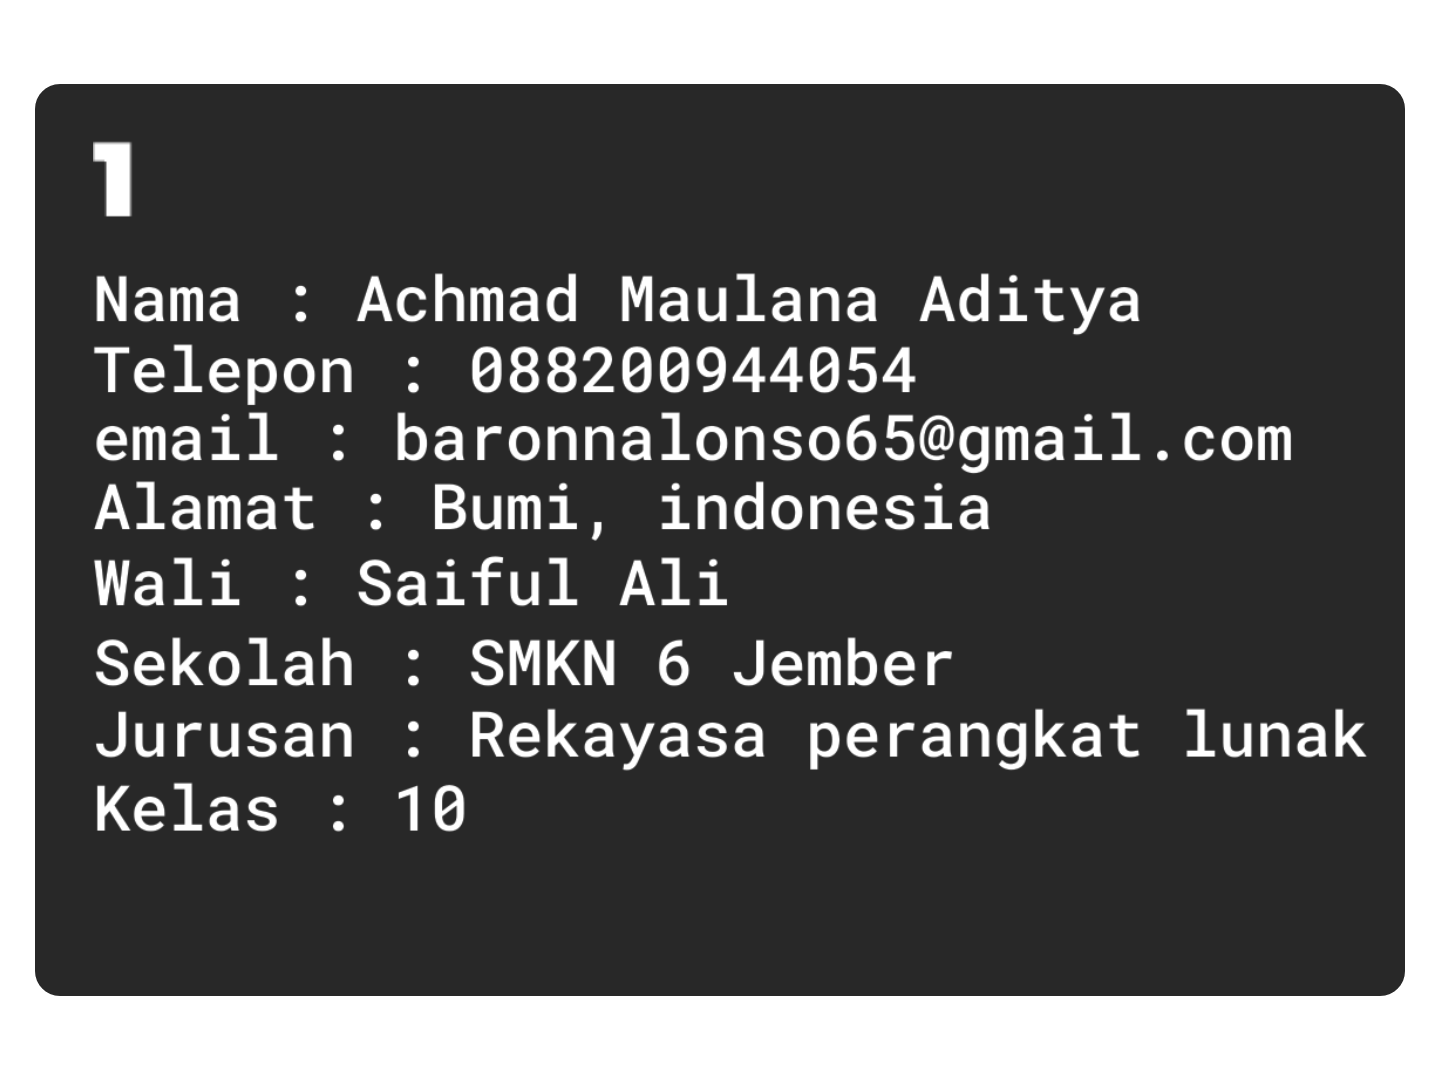 1
Nama : Achmad Maulana Aditya
Telepon : 088200944054
email : baronnalonso65@gmail.com
Alamat : Bumi, indonesia
Wali : Saiful Ali
Sekolah : SMKN 6 Jember
Jurusan : Rekayasa perangkat lunak
Kelas : 10